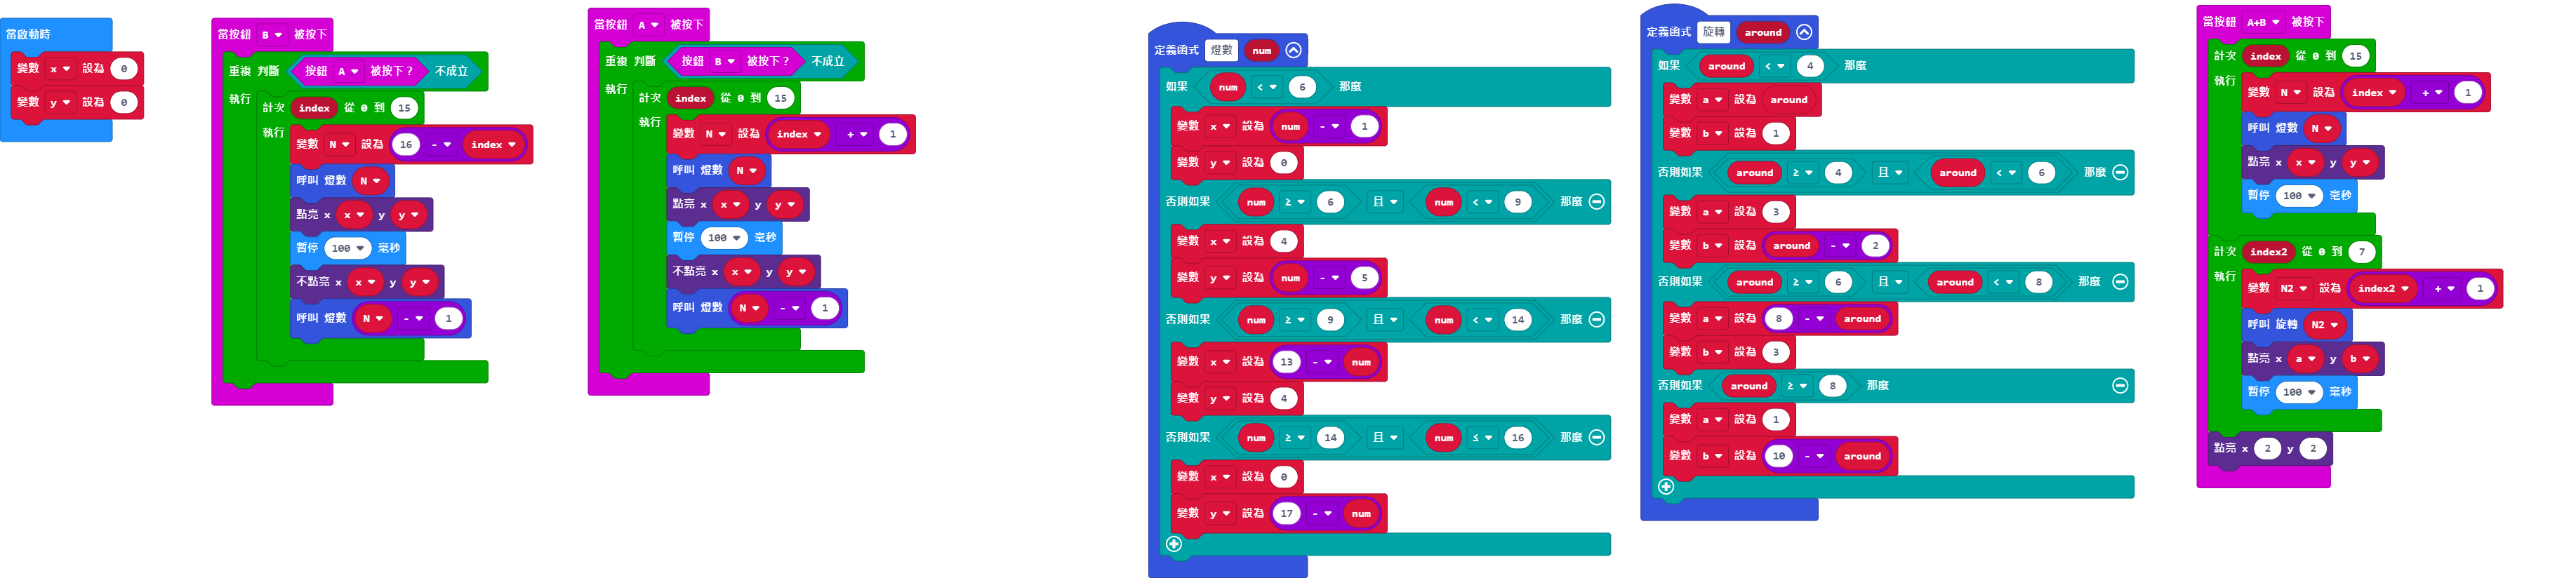 當啟動時
變數 x 設為 0
變數 y 設為 0
當按鈕 B 被按下
重複 判斷 按鈕 A 被按下？ 不成立
執行
計次 index 從 0 到 15
執行
變數 N 設為 16 - index
呼叫 燈數 N
點亮 x x y y
暫停 100 毫秒
不點亮 x x y y
呼叫 燈數 N - 1
當按鈕 A 被按下
重複 判斷 按鈕 B 被按下？ 不成立
執行
計次 index 從 0 到 15
執行
變數 N 設為 index + 1
呼叫 燈數 N
點亮 x x y y
暫停 100 毫秒
不點亮 x x y y
呼叫 燈數 N - 1
定義函式 燈數 num
如果 num < 6 那麼
變數 x 設為 num - 1
變數 y 設為 0
否則如果 num ≥ 6 且 num < 9 那麼
變數 x 設為 4
變數 y 設為 num - 5
否則如果 num ≥ 9 且 num < 14 那麼
變數 x 設為 13 - num
變數 y 設為 4
否則如果 num ≥ 14 且 num ≤ 16 那麼
變數 x 設為 0
變數 y 設為 17 - num
定義函式 旋轉 around
如果 around < 4 那麼
變數 a 設為 around
變數 b 設為 1
否則如果 around ≥ 4 且 around < 6 那麼
變數 a 設為 3
變數 b 設為 around - 2
否則如果 around ≥ 6 且 around < 8 那麼
變數 a 設為 8 - around
變數 b 設為 3
否則如果 around ≥ 8 那麼
變數 a 設為 1
變數 b 設為 10 - around
當按鈕 A+B 被按下
計次 index 從 0 到 15
執行
變數 N 設為 index + 1
呼叫 燈數 N
點亮 x x y y
暫停 100 毫秒
計次 index2 從 0 到 7
執行
變數 N2 設為 index2 + 1
呼叫 旋轉 N2
點亮 x a y b
暫停 100 毫秒
點亮 x 2 y 2